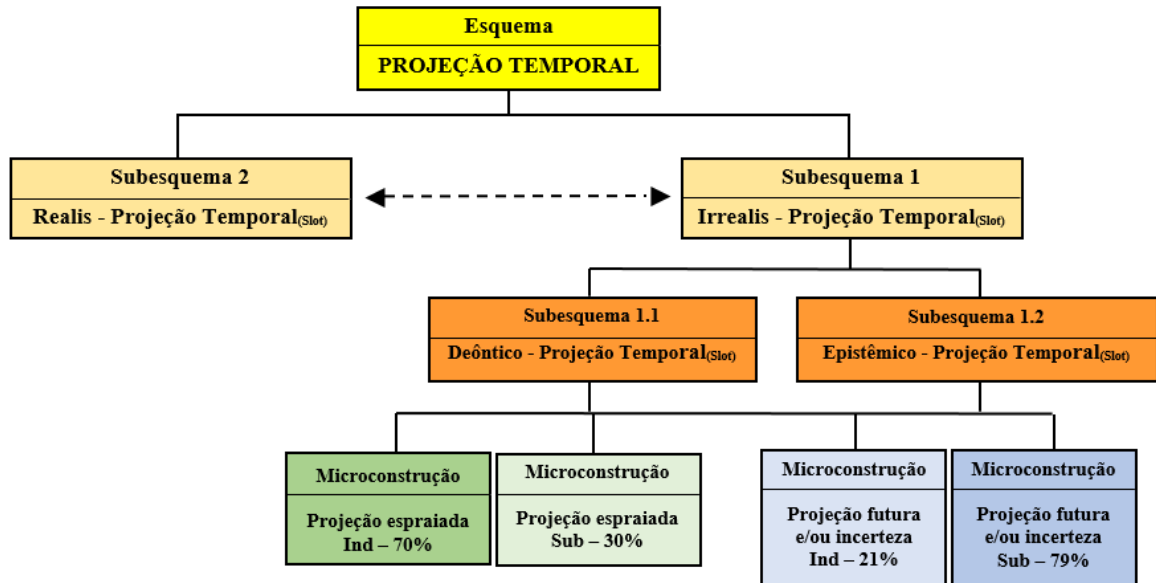 Esquema
PROJEÇÃO TEMPORAL
Subesquema 2
Realis - Projeção Temporal(Slot)
Subesquema 1
Irrealis - Projeção Temporal(Slot)
Subesquema 1.1
Deôntico - Projeção Temporal(Slot)
Subesquema 1.2
Epistêmico - Projeção Temporal(Slot)
Microconstrução
Projeção espraiada
Ind – 70%
Microconstrução
Projeção espraiada
Sub – 30%
Microconstrução
Projeção futura
e/ou incerteza
Ind – 21%
Microconstrução
Projeção futura
e/ou incerteza
Sub – 79%